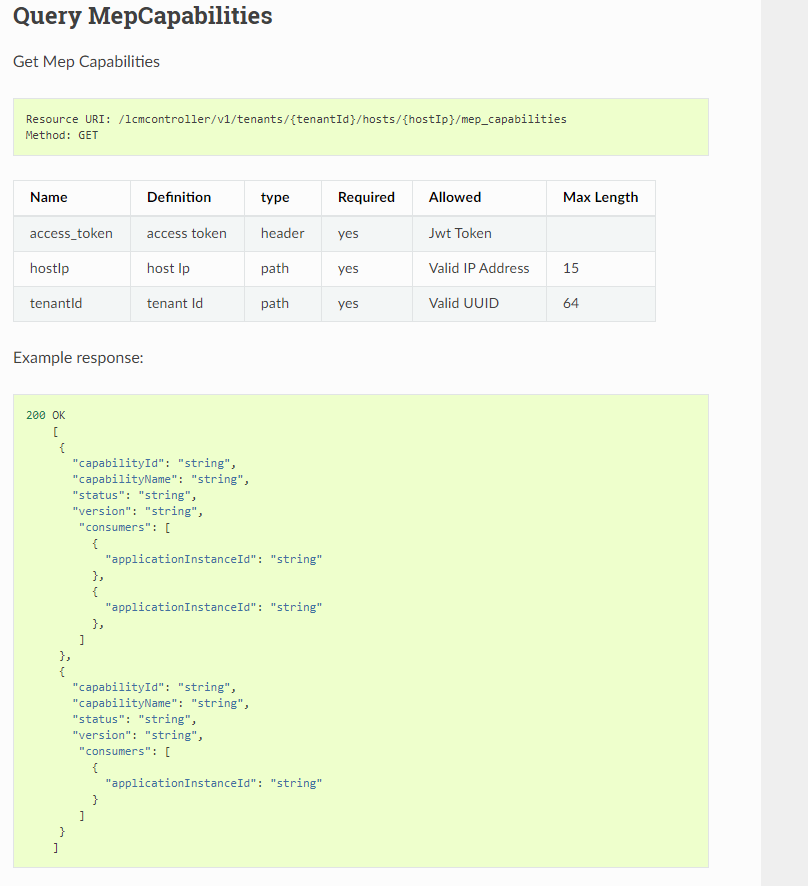 Query MepCapabilities
Get Mep Capabilities
Resource URI: /lcmcontroller/v1/tenants/{tenantId}/hosts/{hostIp}/mep_capabilities
Method: GET
Name Definition type Required Allowed Max Length
access_token access token header yes Jwt Token
hostIp host Ip path yes Valid IP Address 15
tenantId tenant Id path yes Valid UUID 64
Example response:
200 OK
    [
     {
       "capabilityId": "string",
       "capabilityName": "string",
       "status": "string",
       "version": "string",
        "consumers": [
          {
            "applicationInstanceId": "string"
          },
          {
            "applicationInstanceId": "string"
          },
        ]
     },
     {
       "capabilityId": "string",
       "capabilityName": "string",
       "status": "string",
       "version": "string",
        "consumers": [
          {
            "applicationInstanceId": "string"
          }
        ]
     }
    ]